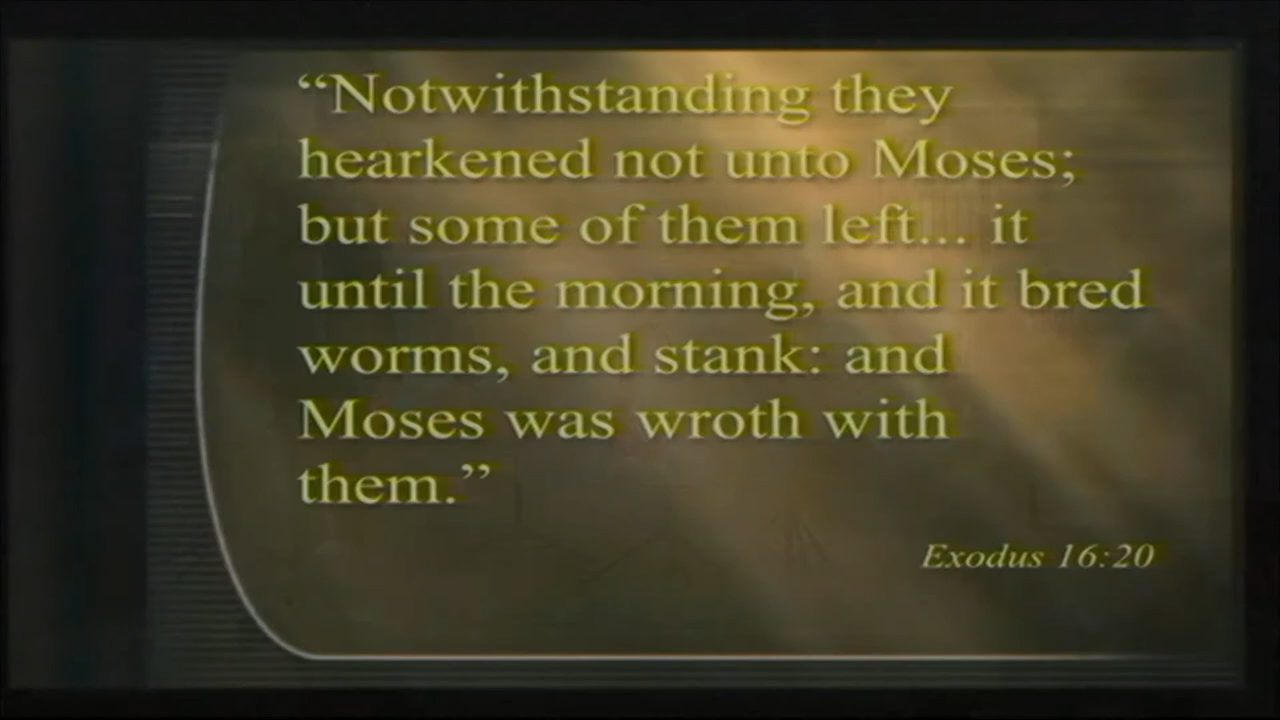 “Notwithstanding they
hearkened not unto Moses;
but some of them left... it
until the morning, and it bred
worms, and stank: and
Moses was wroth with
them.”
Exodus 16:20